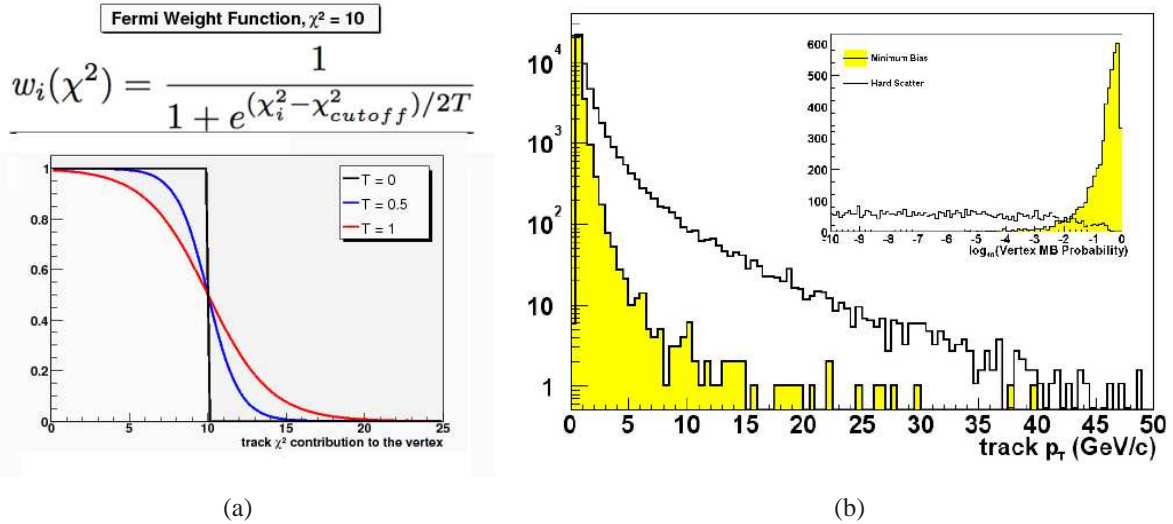 Fermi Weight Function, χ² = 10
wᵢ(χ²) = 1 / (1 + e^((χᵢ² − χ²_cutoff)/2T))
1
0.8
0.6
0.4
0.2
0
T = 0
T = 0.5
T = 1
0 5 10 15 20 25
track χ² contribution to the vertex
(a)
10⁴
10³
10²
10
1
0 5 10 15 20 25 30 35 40 45 50
track p_T (GeV/c)
600
500
400
300
200
100
0
Minimum Bias
Hard Scatter
-10 -9 -8 -7 -6 -5 -4 -3 -2 -1 0
log₁₀(Vertex MB Probability)
(b)